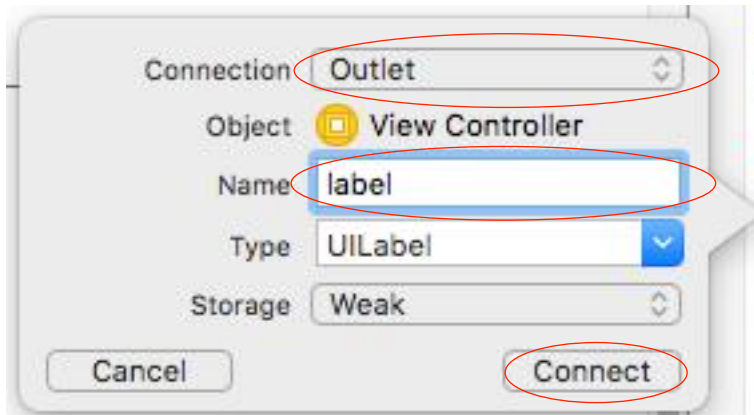 Connection Outlet
Object View Controller
Name label
Type UILabel
Storage Weak
Cancel Connect